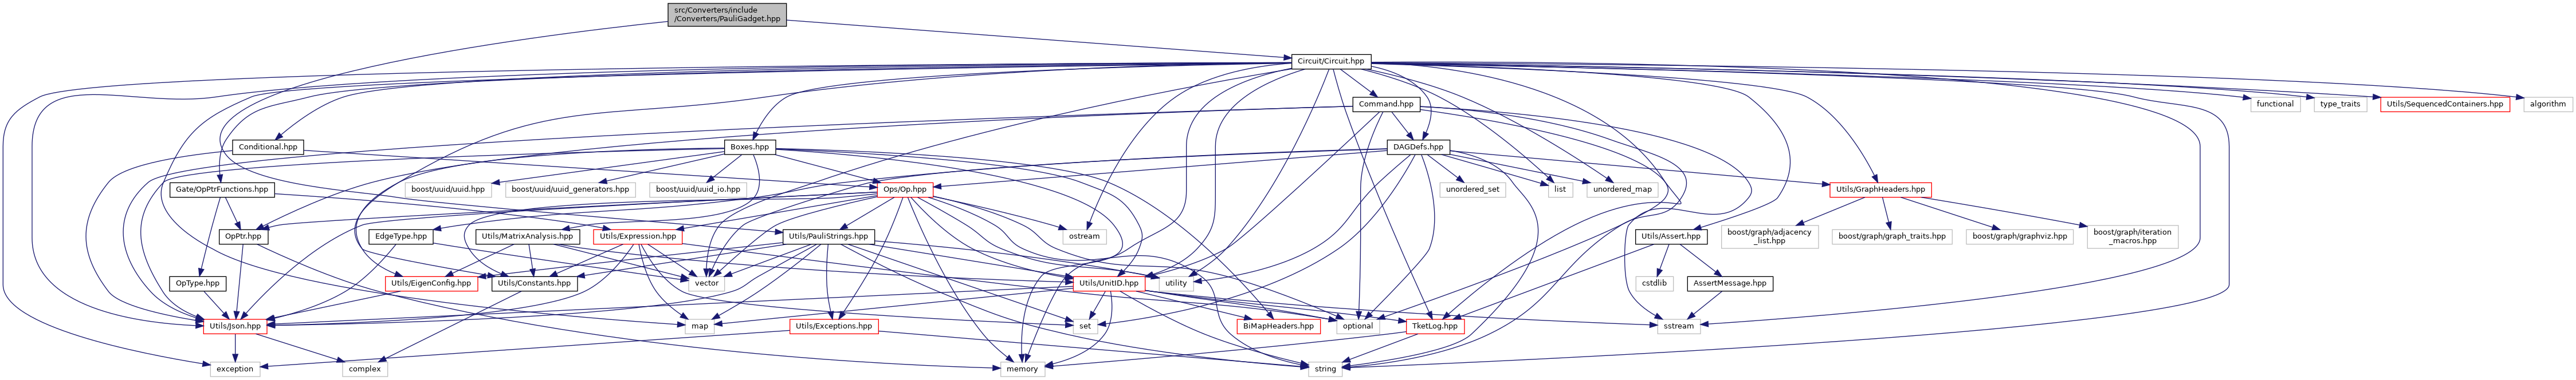 src/Converters/include
/Converters/PauliGadget.hpp
Circuit/Circuit.hpp
Command.hpp
functional
type_traits
Utils/SequencedContainers.hpp
algorithm
Conditional.hpp
Boxes.hpp
DAGDefs.hpp
Gate/OpPtrFunctions.hpp
boost/uuid/uuid.hpp
boost/uuid/uuid_generators.hpp
boost/uuid/uuid_io.hpp
Ops/Op.hpp
unordered_set
list
unordered_map
Utils/GraphHeaders.hpp
OpPtr.hpp
EdgeType.hpp
Utils/MatrixAnalysis.hpp
Utils/Expression.hpp
Utils/PauliStrings.hpp
ostream
Utils/Assert.hpp
boost/graph/adjacency
_list.hpp
boost/graph/graph_traits.hpp
boost/graph/graphviz.hpp
boost/graph/iteration
_macros.hpp
OpType.hpp
Utils/EigenConfig.hpp
Utils/Constants.hpp
vector
Utils/UnitID.hpp
utility
cstdlib
AssertMessage.hpp
Utils/Json.hpp
map
Utils/Exceptions.hpp
set
BiMapHeaders.hpp
optional
TketLog.hpp
sstream
exception
complex
memory
string